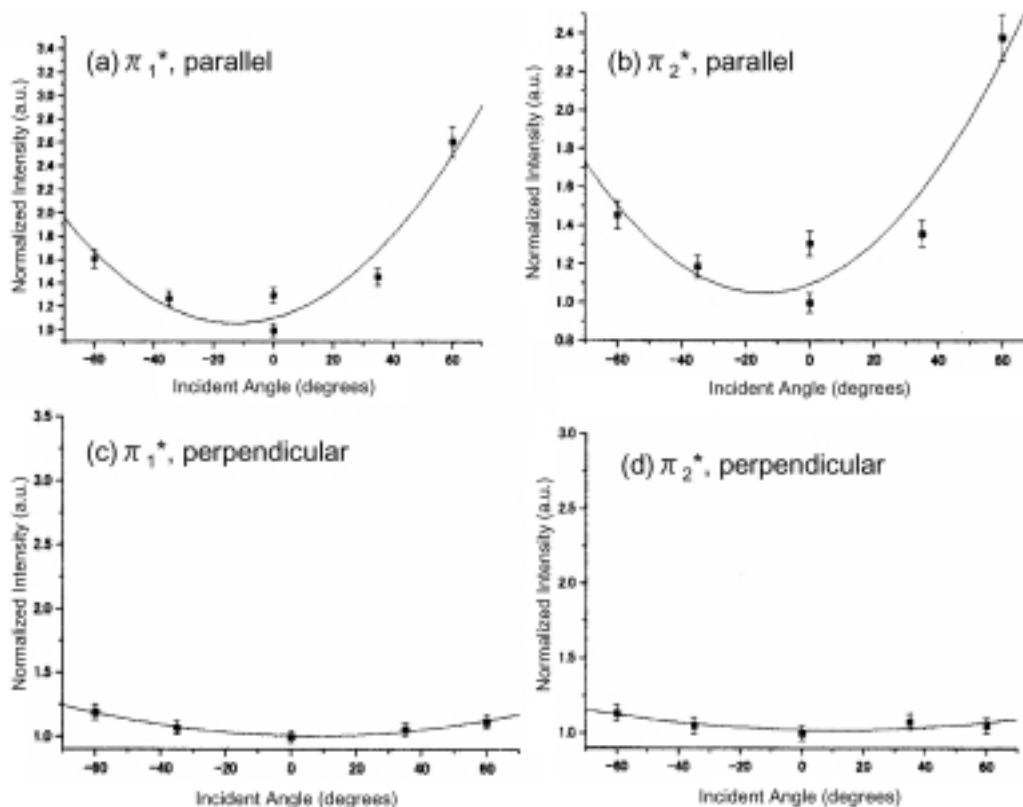 (a) π₁*, parallel
Normalized Intensity (a.u.)
3.4
3.2
3.0
2.8
2.6
2.4
2.2
2.0
1.8
1.6
1.4
1.2
1.0
-60 -40 -20 0 20 40 60
Incident Angle (degrees)
(b) π₂*, parallel
Normalized Intensity (a.u.)
2.4
2.2
2.0
1.8
1.6
1.4
1.2
1.0
0.8
-60 -40 -20 0 20 40 60
Incident Angle (degrees)
(c) π₁*, perpendicular
Normalized Intensity (a.u.)
3.5
3.0
2.5
2.0
1.5
1.0
-60 -40 -20 0 20 40 60
Incident Angle (degrees)
(d) π₂*, perpendicular
Normalized Intensity (a.u.)
3.0
2.5
2.0
1.5
1.0
-60 -40 -20 0 20 40 60
Incident Angle (degrees)